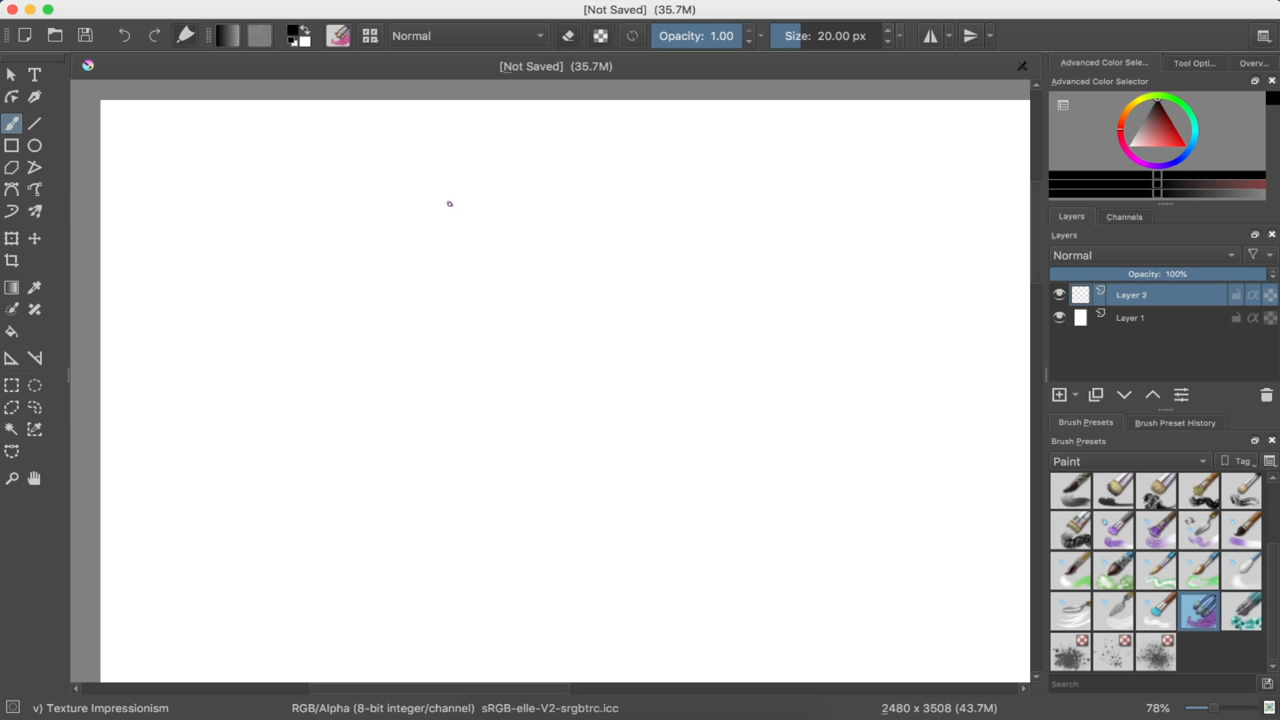 [Not Saved] (35.7M)
Normal
Opacity: 1.00
Size: 20.00 px
[Not Saved] (35.7M)
Advanced Color Sele...
Tool Opti...
Overv...
Advanced Color Selector
Layers
Channels
Layers
Normal
Opacity: 100%
Layer 2
Layer 1
Brush Presets
Brush Preset History
Brush Presets
Paint
Tag
Search
v) Texture Impressionism
RGB/Alpha (8-bit integer/channel) sRGB-elle-V2-srgbtrc.icc
2480 x 3508 (43.7M)
78%